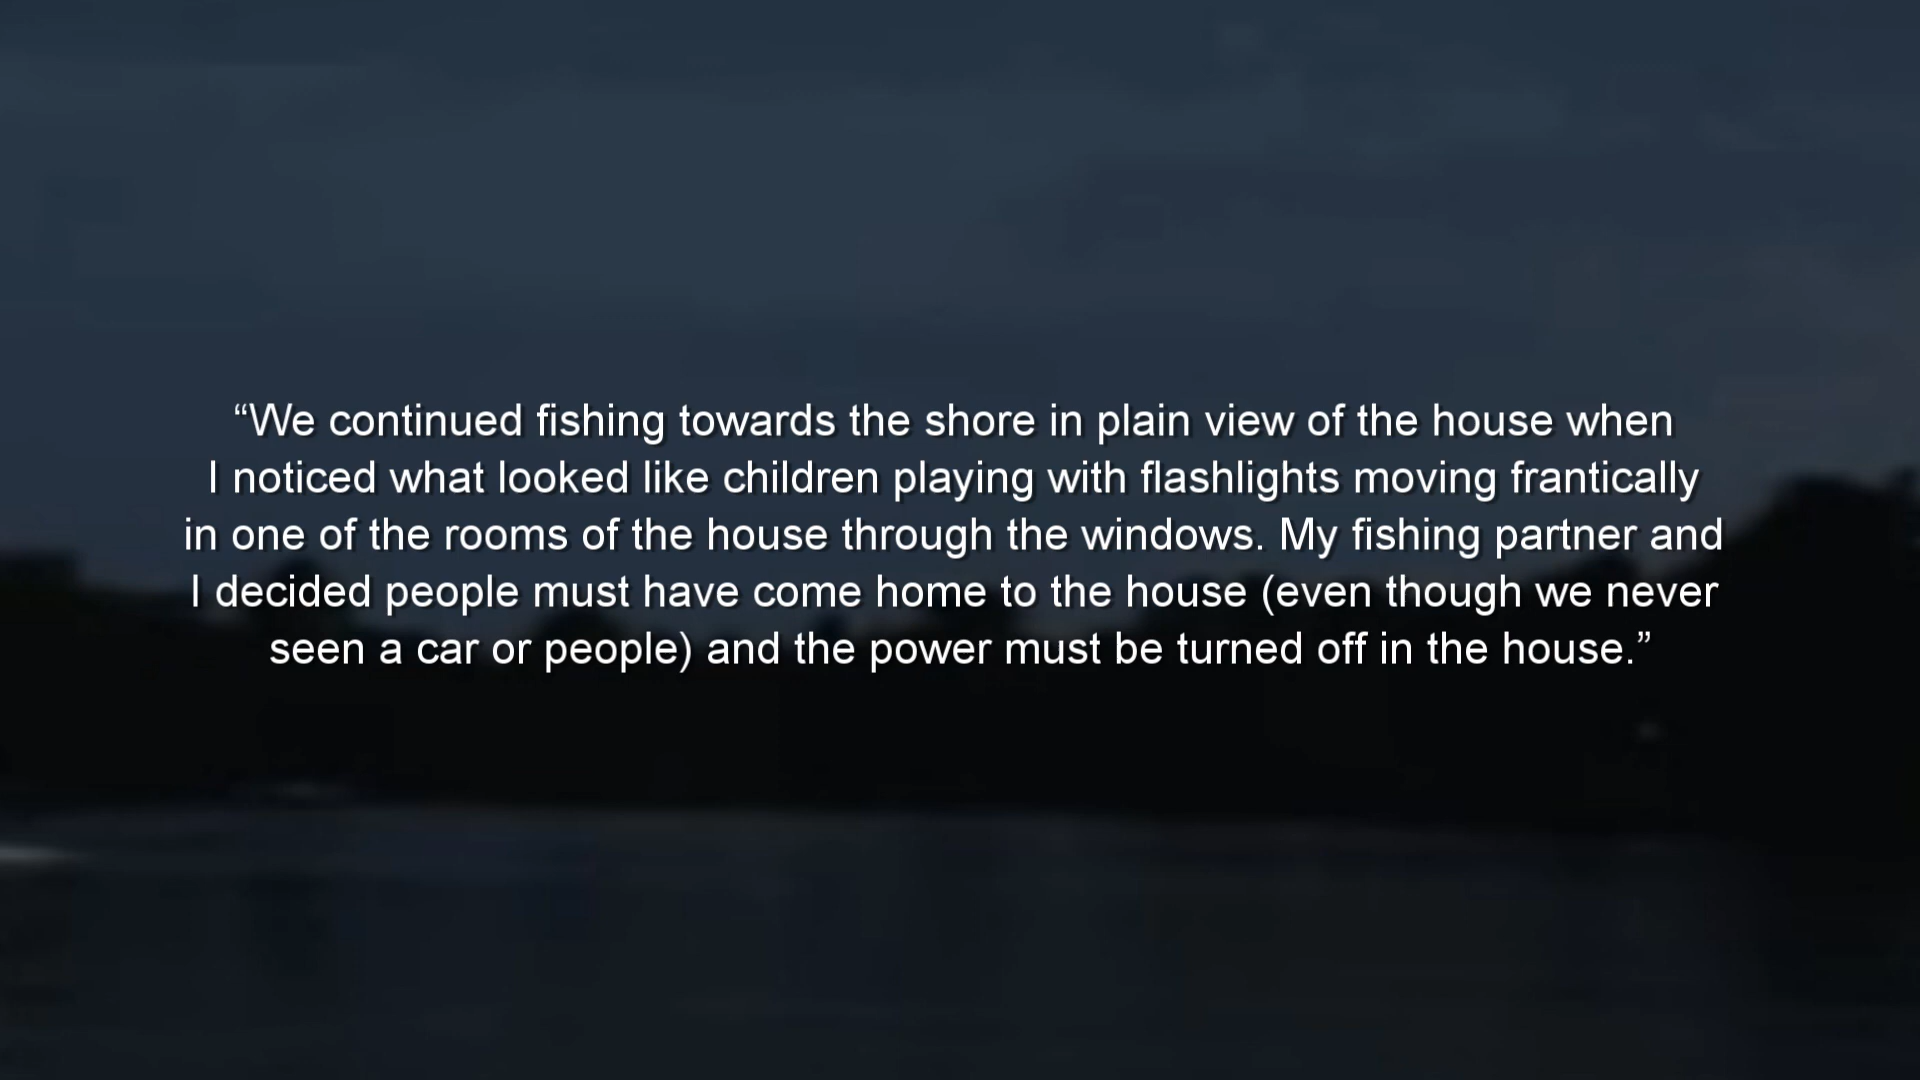 “We continued fishing towards the shore in plain view of the house when
I noticed what looked like children playing with flashlights moving frantically
in one of the rooms of the house through the windows. My fishing partner and
I decided people must have come home to the house (even though we never
seen a car or people) and the power must be turned off in the house.”